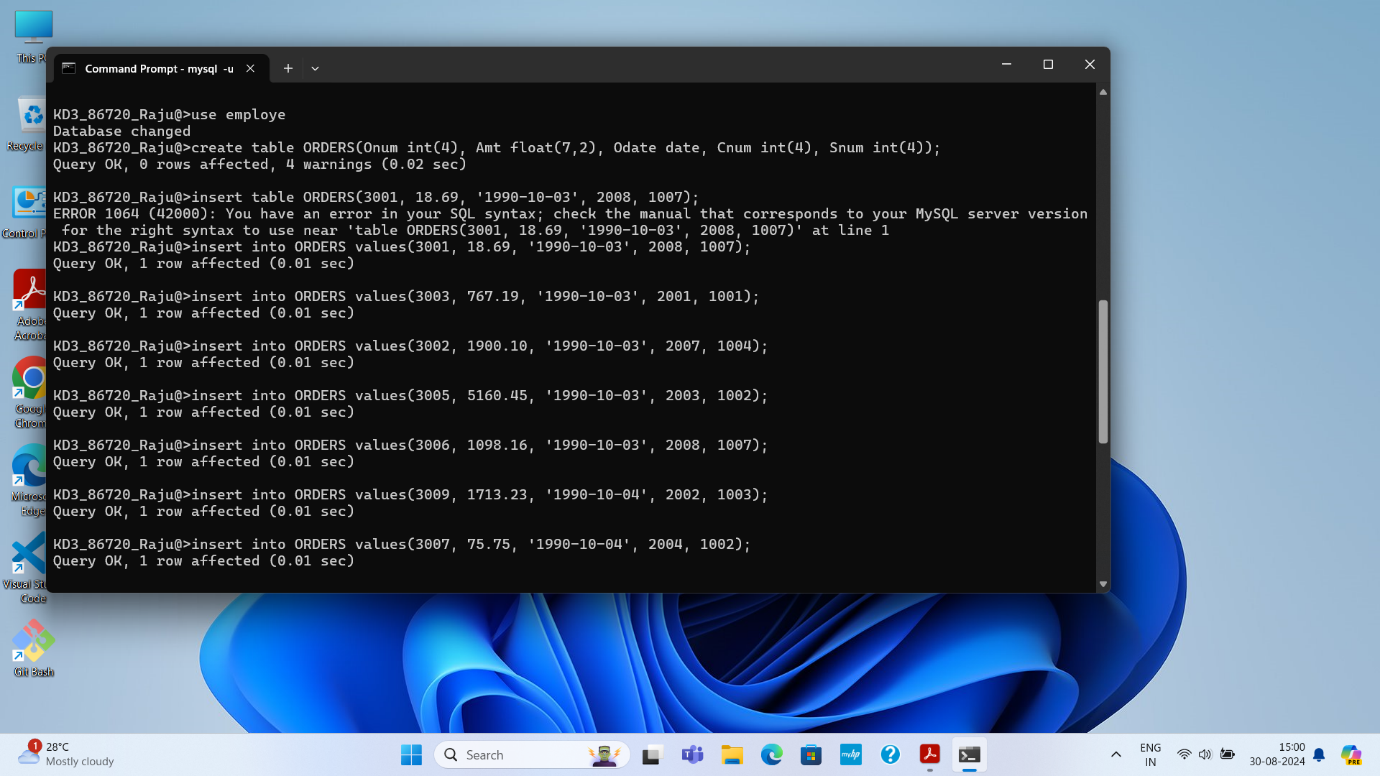 This P
Recycle
Control P
Adob
Acroba
Googl
Chrom
Micros
Edge
Visual Stu
Code
Git Bash
Command Prompt - mysql -u
KD3_86720_Raju@>use employe
Database changed
KD3_86720_Raju@>create table ORDERS(Onum int(4), Amt float(7,2), Odate date, Cnum int(4), Snum int(4));
Query OK, 0 rows affected, 4 warnings (0.02 sec)
KD3_86720_Raju@>insert table ORDERS(3001, 18.69, '1990-10-03', 2008, 1007);
ERROR 1064 (42000): You have an error in your SQL syntax; check the manual that corresponds to your MySQL server version
for the right syntax to use near 'table ORDERS(3001, 18.69, '1990-10-03', 2008, 1007)' at line 1
KD3_86720_Raju@>insert into ORDERS values(3001, 18.69, '1990-10-03', 2008, 1007);
Query OK, 1 row affected (0.01 sec)
KD3_86720_Raju@>insert into ORDERS values(3003, 767.19, '1990-10-03', 2001, 1001);
Query OK, 1 row affected (0.01 sec)
KD3_86720_Raju@>insert into ORDERS values(3002, 1900.10, '1990-10-03', 2007, 1004);
Query OK, 1 row affected (0.01 sec)
KD3_86720_Raju@>insert into ORDERS values(3005, 5160.45, '1990-10-03', 2003, 1002);
Query OK, 1 row affected (0.01 sec)
KD3_86720_Raju@>insert into ORDERS values(3006, 1098.16, '1990-10-03', 2008, 1007);
Query OK, 1 row affected (0.01 sec)
KD3_86720_Raju@>insert into ORDERS values(3009, 1713.23, '1990-10-04', 2002, 1003);
Query OK, 1 row affected (0.01 sec)
KD3_86720_Raju@>insert into ORDERS values(3007, 75.75, '1990-10-04', 2004, 1002);
Query OK, 1 row affected (0.01 sec)
1
28°C
Mostly cloudy
Search
myhp
ENG
IN
15:00
30-08-2024
PRE